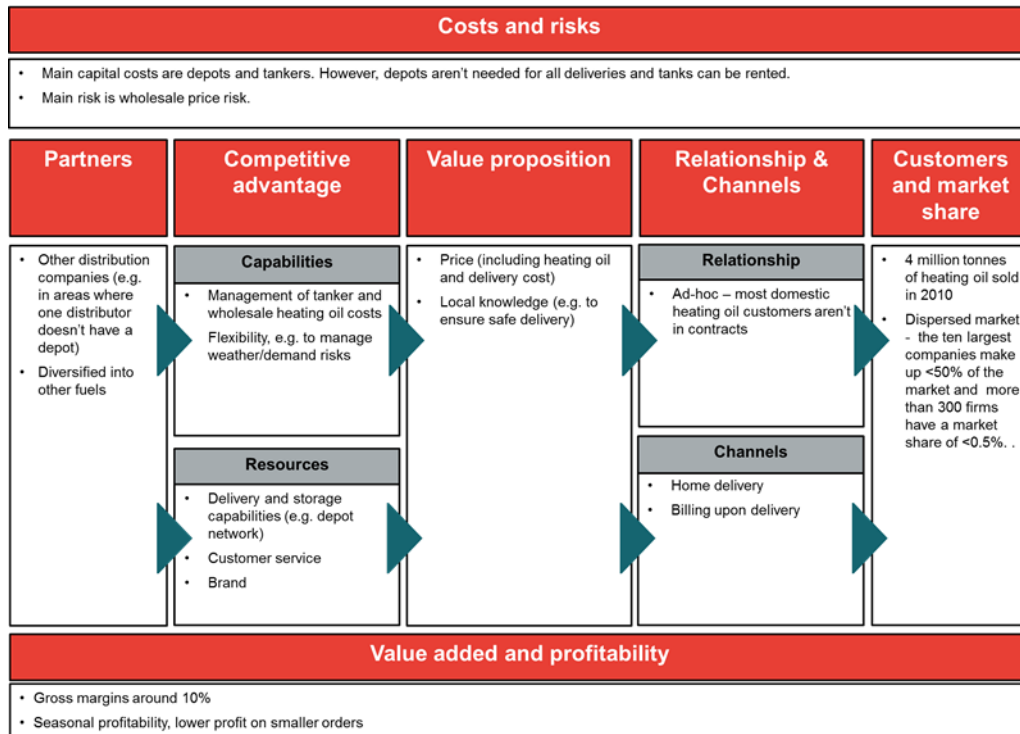 Costs and risks
• Main capital costs are depots and tankers. However, depots aren't needed for all deliveries and tanks can be rented.
• Main risk is wholesale price risk.
Partners
• Other distribution
companies (e.g.
in areas where
one distributor
doesn't have a
depot)
• Diversified into
other fuels
Competitive
advantage
Capabilities
• Management of tanker and
wholesale heating oil costs
• Flexibility, e.g. to manage
weather/demand risks
Resources
• Delivery and storage
capabilities (e.g. depot
network)
• Customer service
• Brand
Value proposition
• Price (including heating oil
and delivery cost)
• Local knowledge (e.g. to
ensure safe delivery)
Relationship &
Channels
Relationship
• Ad-hoc – most domestic
heating oil customers aren't
in contracts
Channels
• Home delivery
• Billing upon delivery
Customers
and market
share
• 4 million tonnes
of heating oil sold
in 2010
• Dispersed market
- the ten largest
companies make
up <50% of the
market and more
than 300 firms
have a market
share of <0.5%. .
Value added and profitability
• Gross margins around 10%
• Seasonal profitability, lower profit on smaller orders